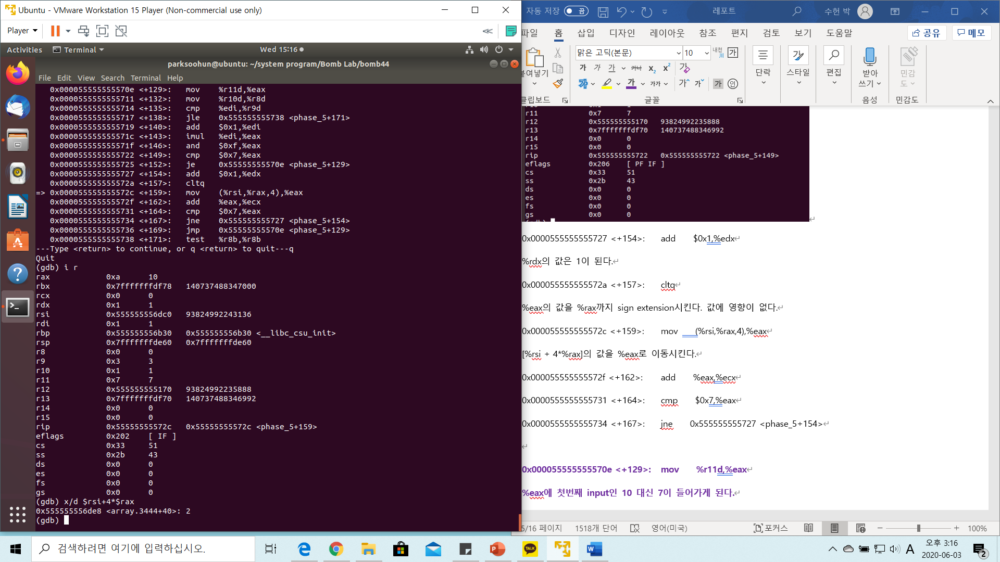 Ubuntu - VMware Workstation 15 Player (Non-commercial use only)
Player
Activities Terminal Wed 15:16
parksoohun@ubuntu: ~/system program/Bomb Lab/bomb44
File Edit View Search Terminal Help
0x000055555555570e <+129>: mov %r11d,%eax
0x0000555555555711 <+132>: mov %r10d,%r8d
0x0000555555555714 <+135>: cmp %edi,%r9d
0x0000555555555717 <+138>: jle 0x555555555738 <phase_5+171>
0x0000555555555719 <+140>: add $0x1,%edi
0x000055555555571c <+143>: imul %edi,%eax
0x000055555555571f <+146>: and $0xf,%eax
0x0000555555555722 <+149>: cmp $0x7,%eax
0x0000555555555725 <+152>: je 0x55555555570e <phase_5+129>
0x0000555555555727 <+154>: add $0x1,%edx
0x000055555555572a <+157>: cltq
=> 0x000055555555572c <+159>: mov (%rsi,%rax,4),%eax
0x000055555555572f <+162>: add %eax,%ecx
0x0000555555555731 <+164>: cmp $0x7,%eax
0x0000555555555734 <+167>: jne 0x555555555727 <phase_5+154>
0x0000555555555736 <+169>: jmp 0x55555555570e <phase_5+129>
0x0000555555555738 <+171>: test %r8b,%r8b
---Type <return> to continue, or q <return> to quit---q
Quit
(gdb) i r
rax 0xa 10
rbx 0x7fffffffdf78 140737488347000
rcx 0x0 0
rdx 0x1 1
rsi 0x555555556dc0 93824992243136
rdi 0x1 1
rbp 0x555555556b30 0x555555556b30 <__libc_csu_init>
rsp 0x7fffffffde60 0x7fffffffde60
r8 0x0 0
r9 0x3 3
r10 0x1 1
r11 0x7 7
r12 0x555555555170 93824992235888
r13 0x7fffffffdf70 140737488346992
r14 0x0 0
r15 0x0 0
rip 0x55555555572c 0x55555555572c <phase_5+159>
eflags 0x202 [ IF ]
cs 0x33 51
ss 0x2b 43
ds 0x0 0
es 0x0 0
fs 0x0 0
gs 0x0 0
(gdb) x/d $rsi+4*$rax
0x555555556de8 <array.3444+40>: 2
(gdb)
자동 저장 끔 레포트 수헌 박
파일 홈 삽입 디자인 레이아웃 참조 편지 검토 보기 도움말 공유 메모
맑은 고딕(본문) 10
붙여넣기
클립보드 글꼴
단락
스타일
편집
받아쓰기
음성
민감도
민감도
r11 0x7 7
r12 0x555555555170 93824992235888
r13 0x7fffffffdf70 140737488346992
r14 0x0 0
r15 0x0 0
rip 0x555555555722 0x555555555722 <phase_5+149>
eflags 0x206 [ PF IF ]
cs 0x33 51
ss 0x2b 43
ds 0x0 0
es 0x0 0
fs 0x0 0
gs 0x0 0
0x0000555555555727 <+154>: add $0x1,%edx
%rdx의 값은 1이 된다.
0x000055555555572a <+157>: cltq
%eax의 값을 %rax까지 sign extension시킨다. 값에 영향이 없다.
0x000055555555572c <+159>: mov (%rsi,%rax,4),%eax
[%rsi + 4*%rax]의 값을 %eax로 이동시킨다.
0x000055555555572f <+162>: add %eax,%ecx
0x0000555555555731 <+164>: cmp $0x7,%eax
0x0000555555555734 <+167>: jne 0x555555555727 <phase_5+154>
0x000055555555570e <+129>: mov %r11d,%eax
%eax에 첫번째 input인 10 대신 7이 들어가게 된다.
5/16 페이지 1518개 단어 영어(미국) 포커스 100%
검색하려면 여기에 입력하십시오.
TALK
A 오후 3:16
2020-06-03
2